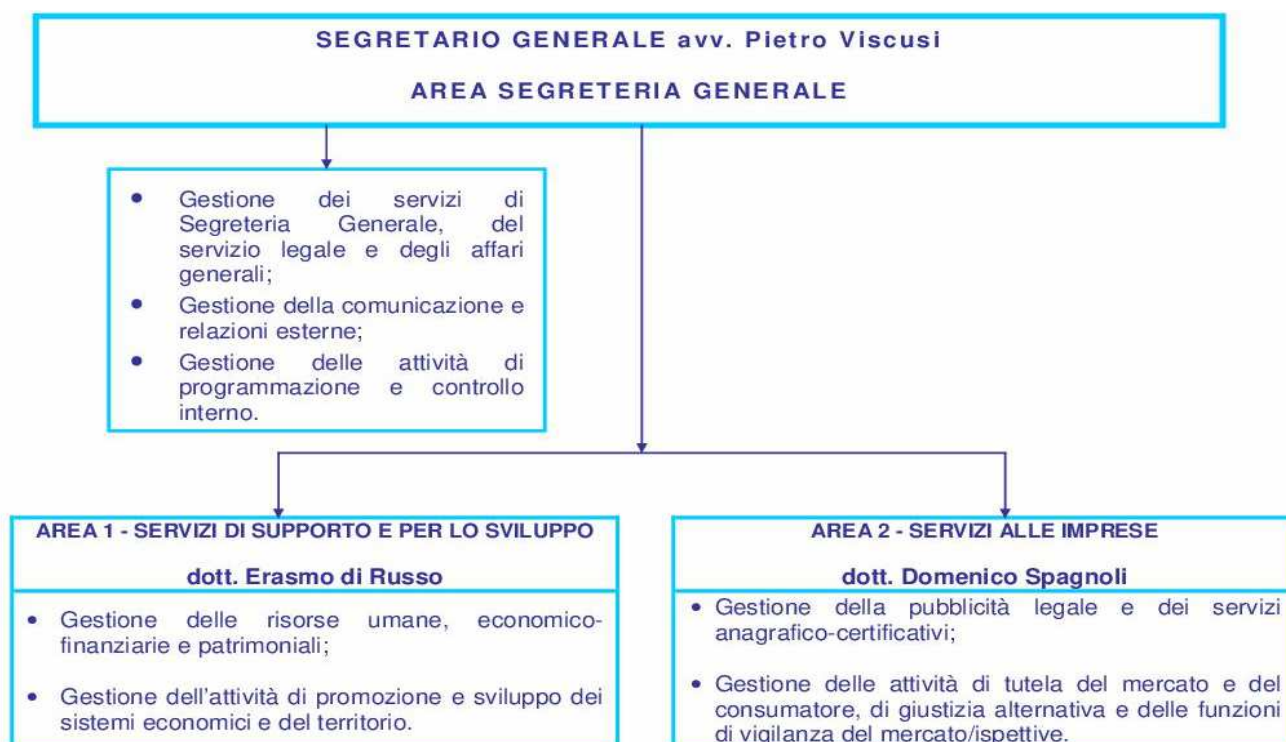 SEGRETARIO GENERALE avv. Pietro Viscusi
AREA SEGRETERIA GENERALE
• Gestione dei servizi di
Segreteria Generale, del
servizio legale e degli affari
generali;
• Gestione della comunicazione e
relazioni esterne;
• Gestione delle attività di
programmazione e controllo
interno.
AREA 1 - SERVIZI DI SUPPORTO E PER LO SVILUPPO
dott. Erasmo di Russo
• Gestione delle risorse umane, economico-
finanziarie e patrimoniali;
• Gestione dell'attività di promozione e sviluppo dei
sistemi economici e del territorio.
AREA 2 - SERVIZI ALLE IMPRESE
dott. Domenico Spagnoli
• Gestione della pubblicità legale e dei servizi
anagrafico-certificativi;
• Gestione delle attività di tutela del mercato e del
consumatore, di giustizia alternativa e delle funzioni
di vigilanza del mercato/ispettive.